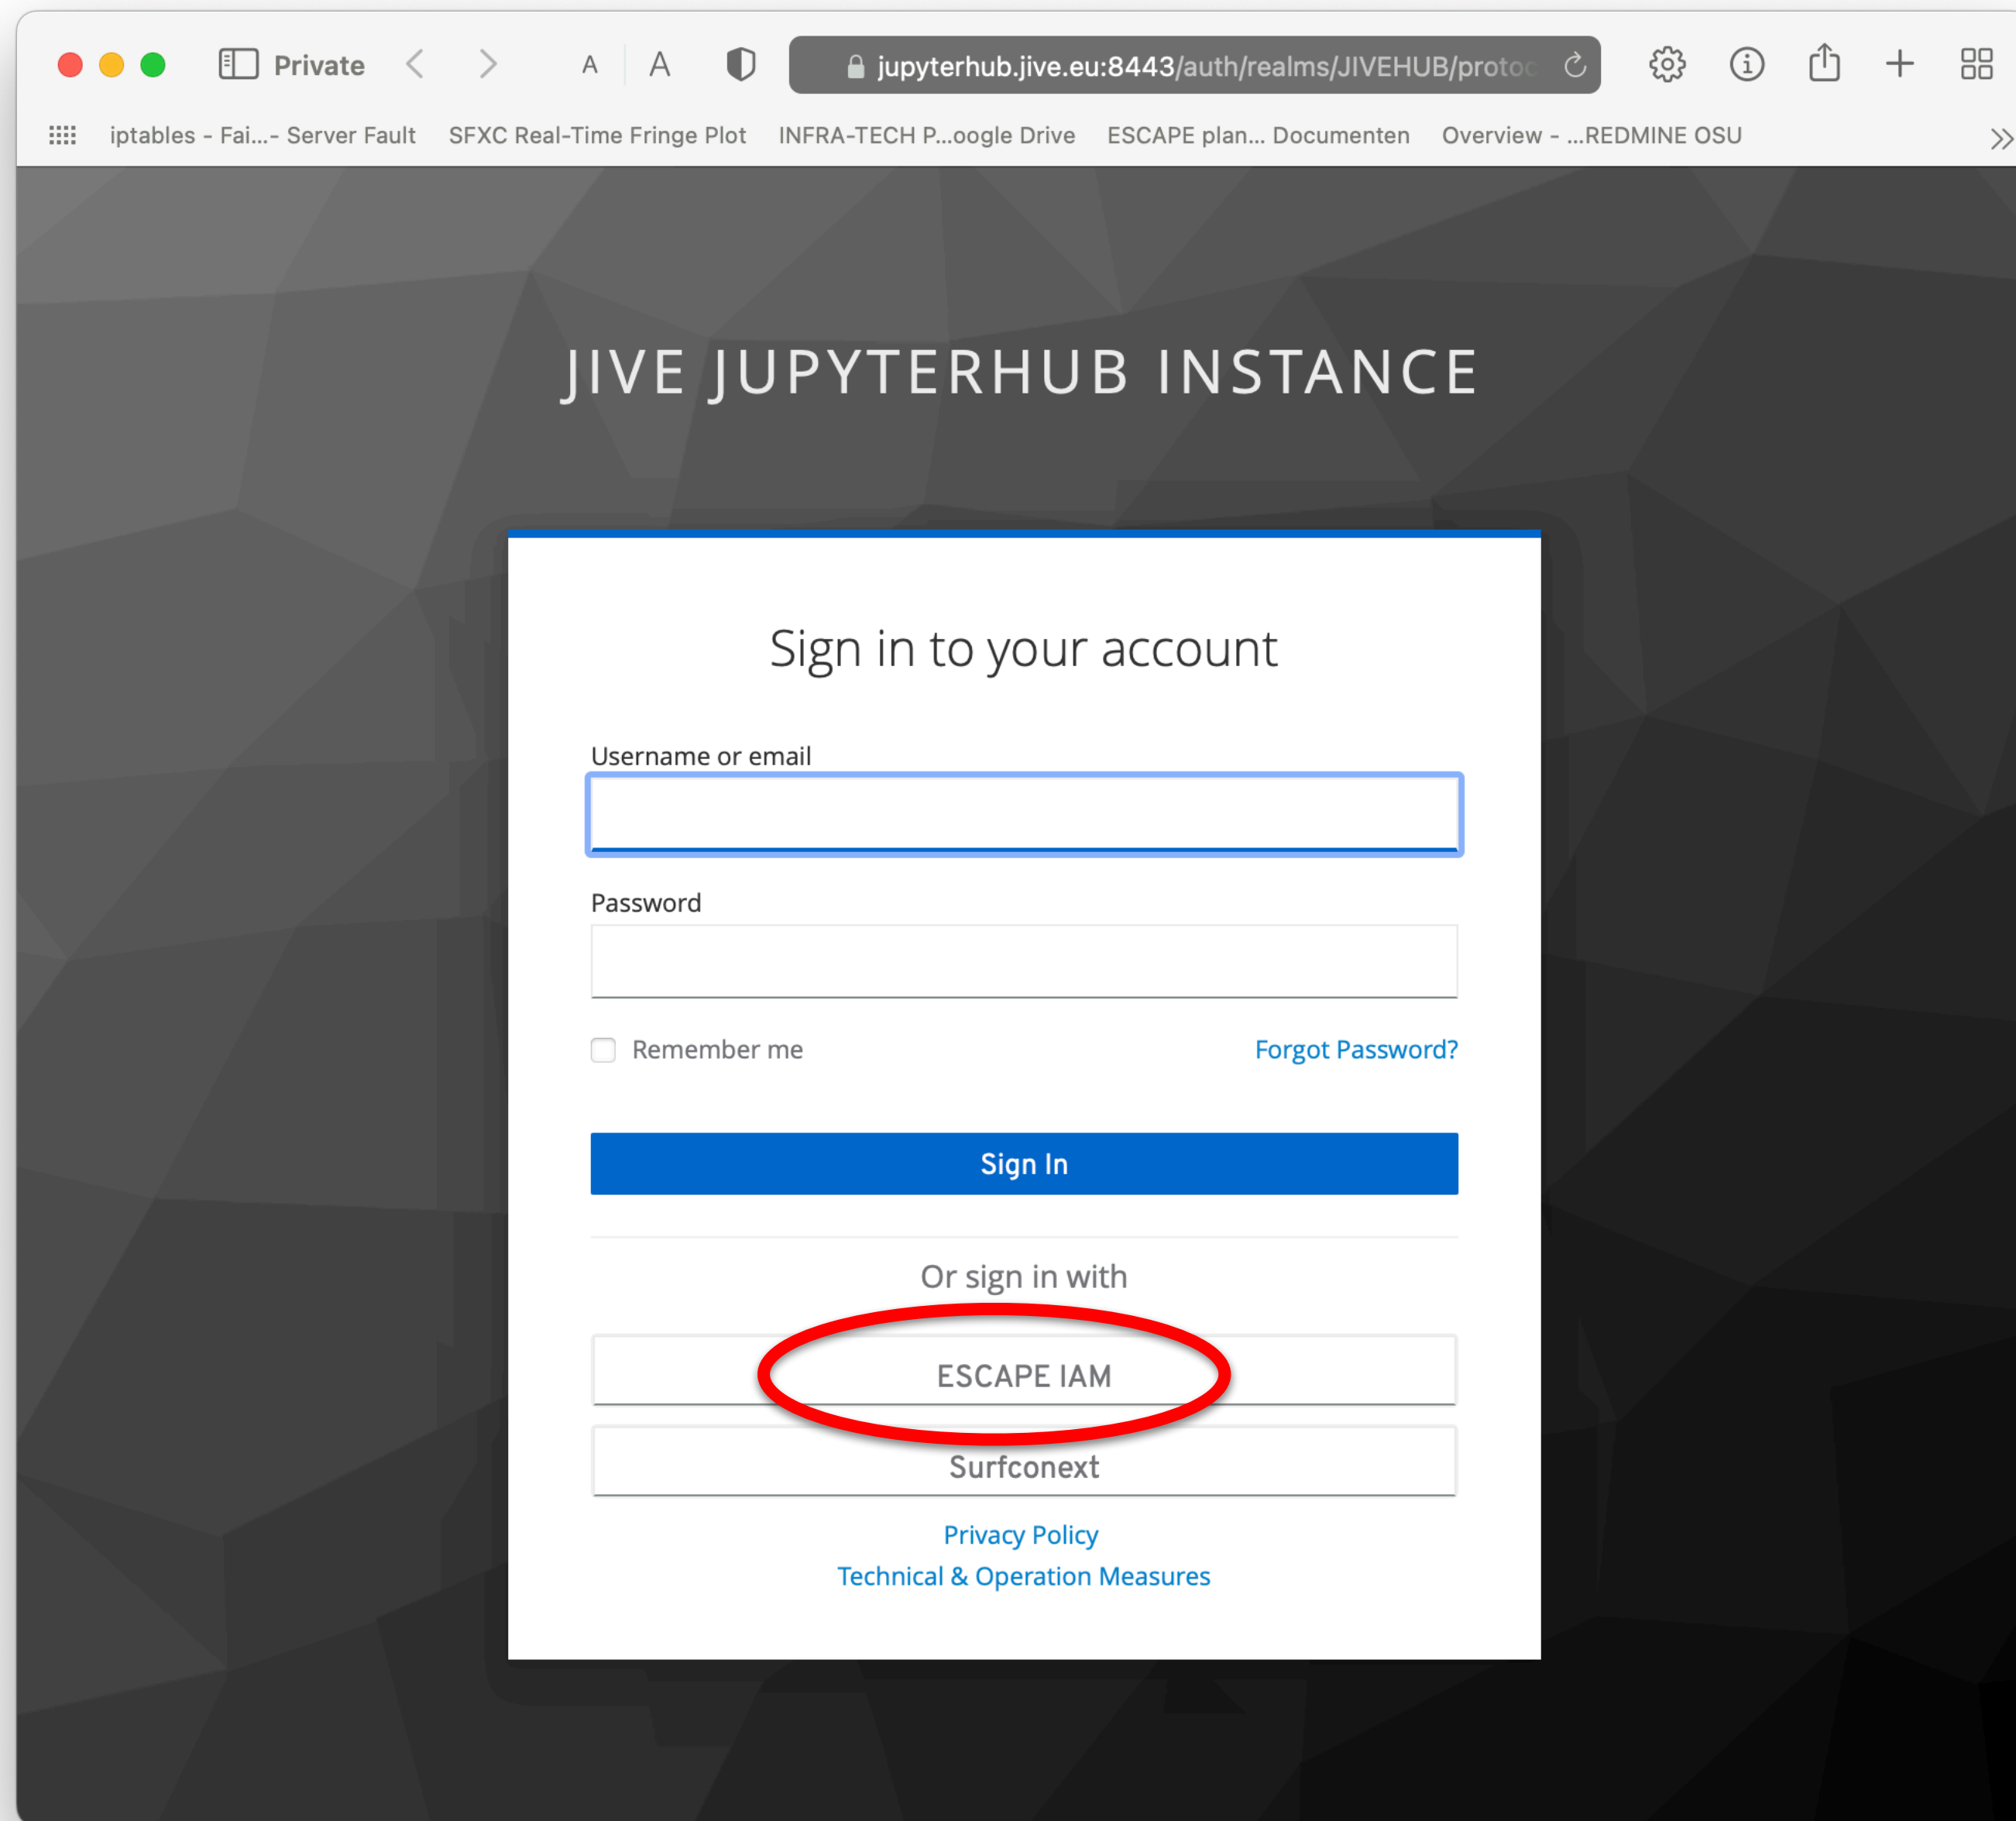 Private A A jupyterhub.jive.eu:8443/auth/realms/JIVEHUB/protoc
iptables - Fai...- Server Fault SFXC Real-Time Fringe Plot INFRA-TECH P...oogle Drive ESCAPE plan... Documenten Overview - ...REDMINE OSU
JIVE JUPYTERHUB INSTANCE
Sign in to your account
Username or email
Password
Remember me Forgot Password?
Sign In
Or sign in with
ESCAPE IAM
Surfconext
Privacy Policy
Technical & Operation Measures